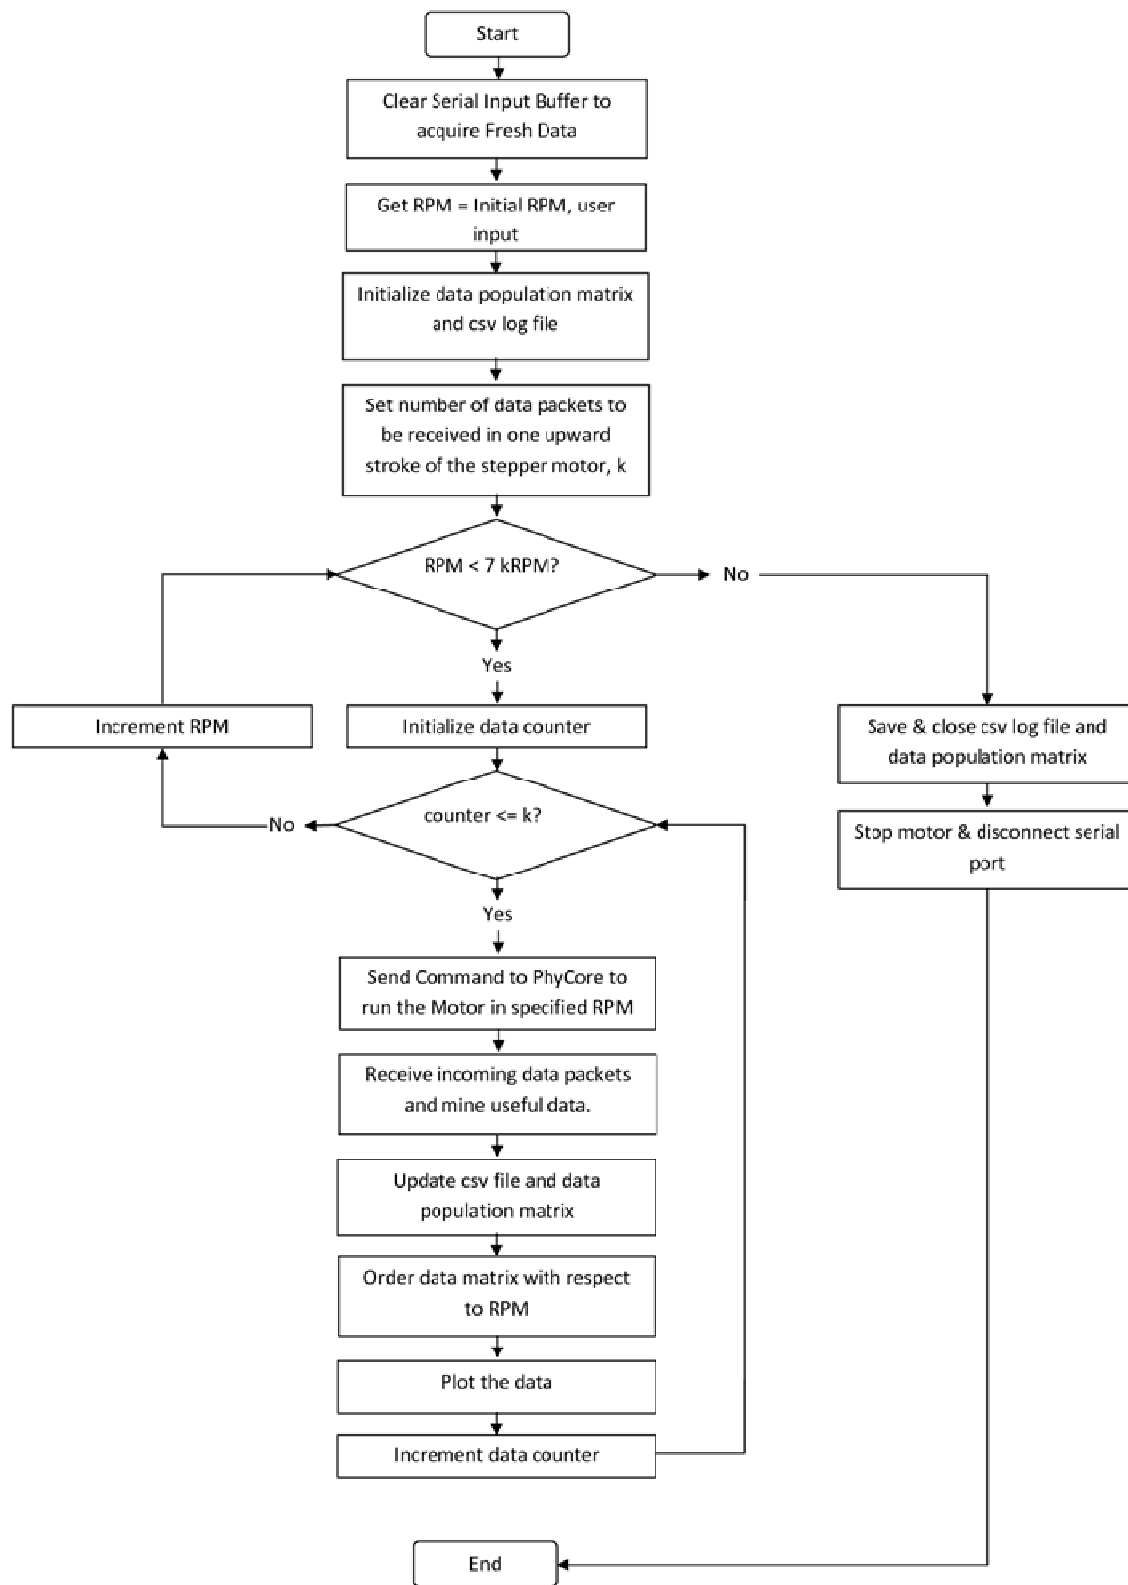 Start
Clear Serial Input Buffer to
acquire Fresh Data
Get RPM = Initial RPM, user
input
Initialize data population matrix
and csv log file
Set number of data packets to
be received in one upward
stroke of the stepper motor, k
RPM < 7 kRPM?
No
Yes
Increment RPM
Initialize data counter
Save & close csv log file and
data population matrix
counter <= k?
No
Stop motor & disconnect serial
port
Yes
Send Command to PhyCore to
run the Motor in specified RPM
Receive incoming data packets
and mine useful data.
Update csv file and data
population matrix
Order data matrix with respect
to RPM
Plot the data
Increment data counter
End